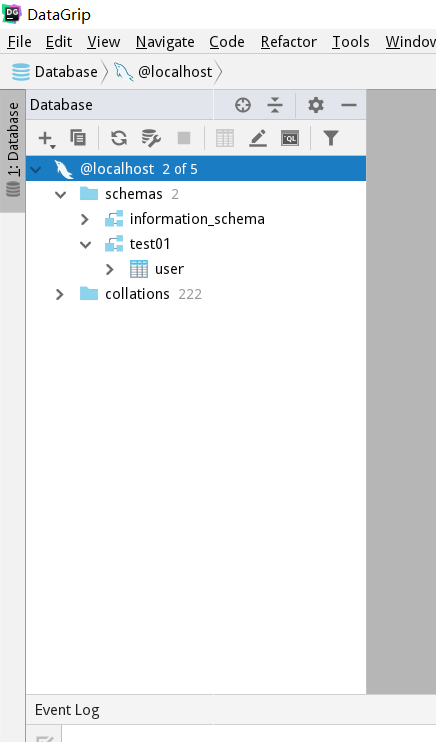 DG DataGrip
File Edit View Navigate Code Refactor Tools Window
Database @localhost
1: Database
Database
QL
@localhost 2 of 5
schemas 2
information_schema
test01
user
collations 222
Event Log